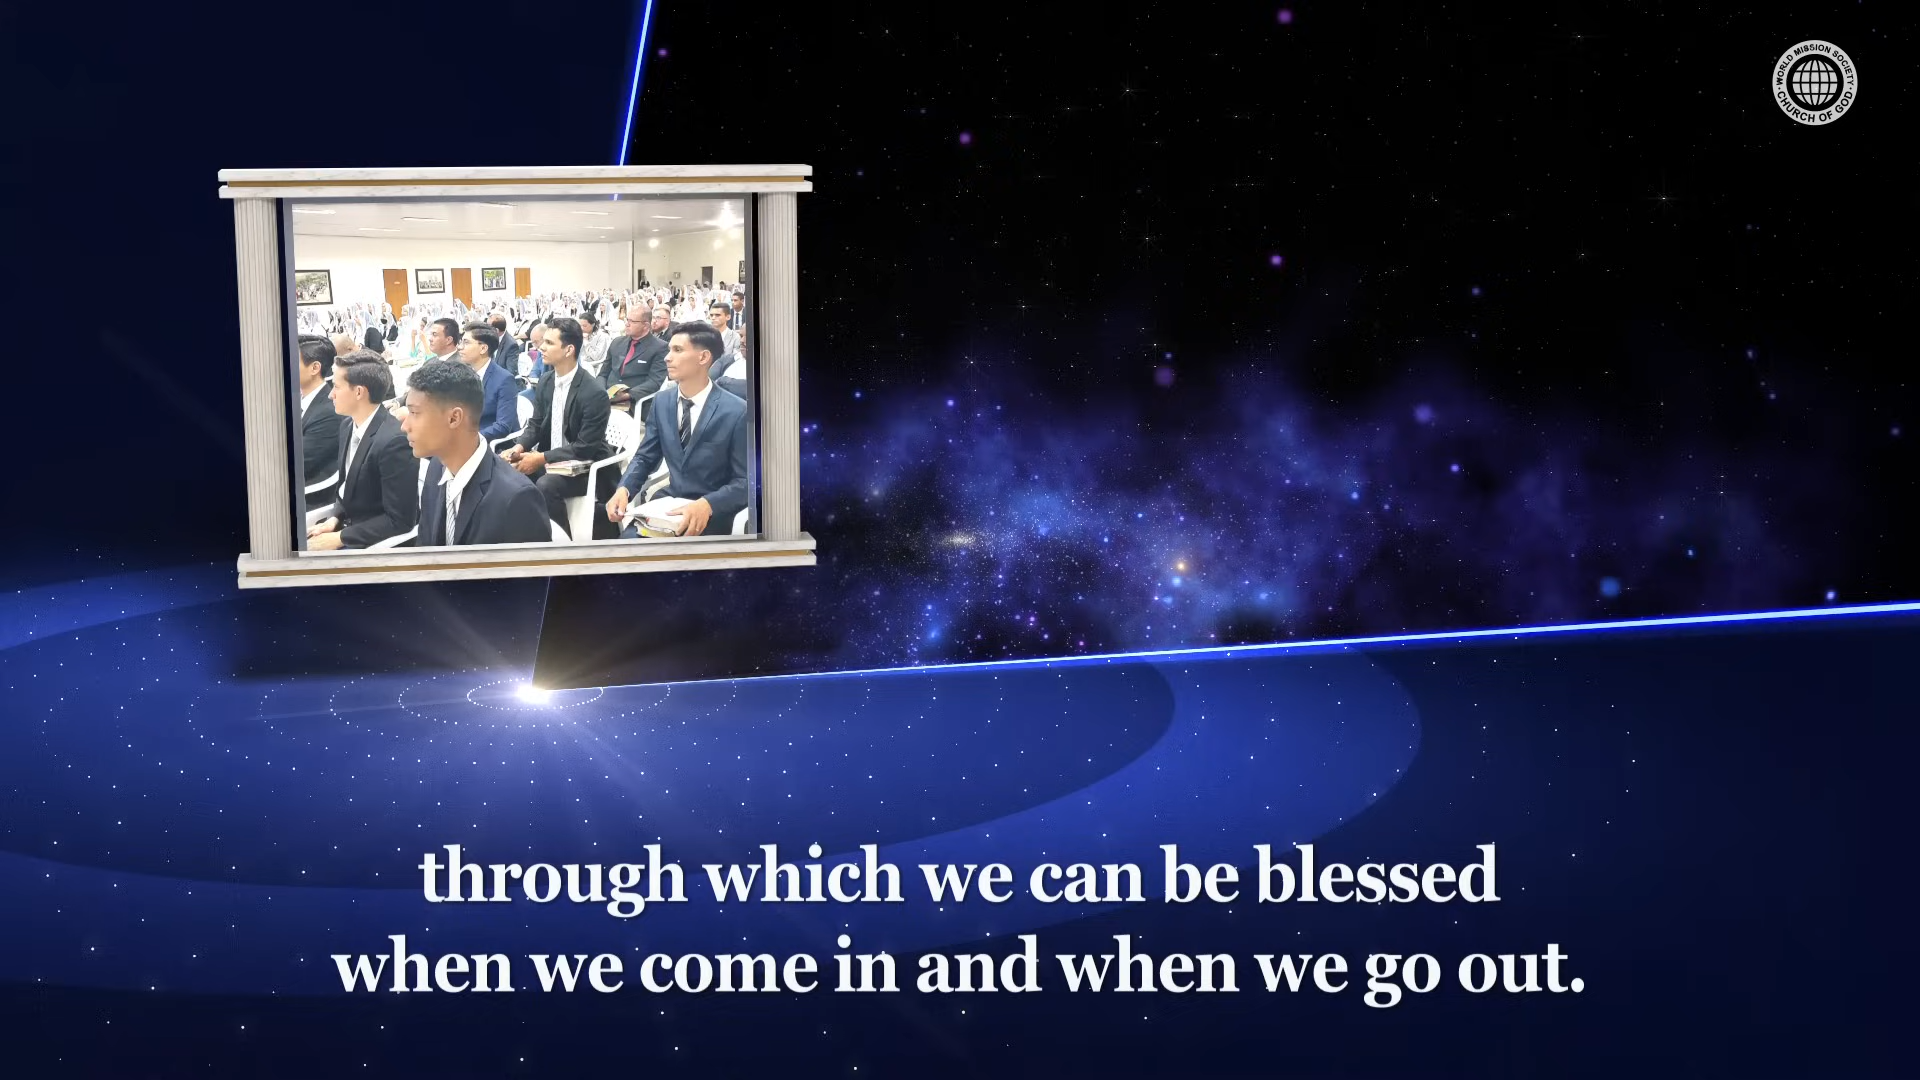 WORLD MISSION SOCIETY
CHURCH OF GOD
through which we can be blessed
when we come in and when we go out.